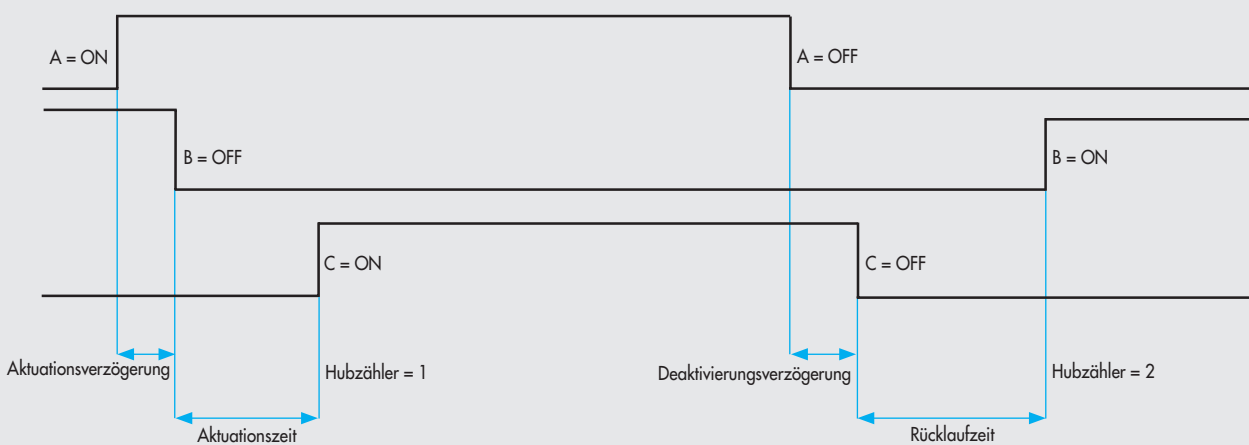 A = ON
A = OFF
B = OFF
B = ON
C = ON
C = OFF
Aktuationsverzögerung
Hubzähler = 1
Deaktivierungsverzögerung
Hubzähler = 2
Aktuationszeit
Rücklaufzeit